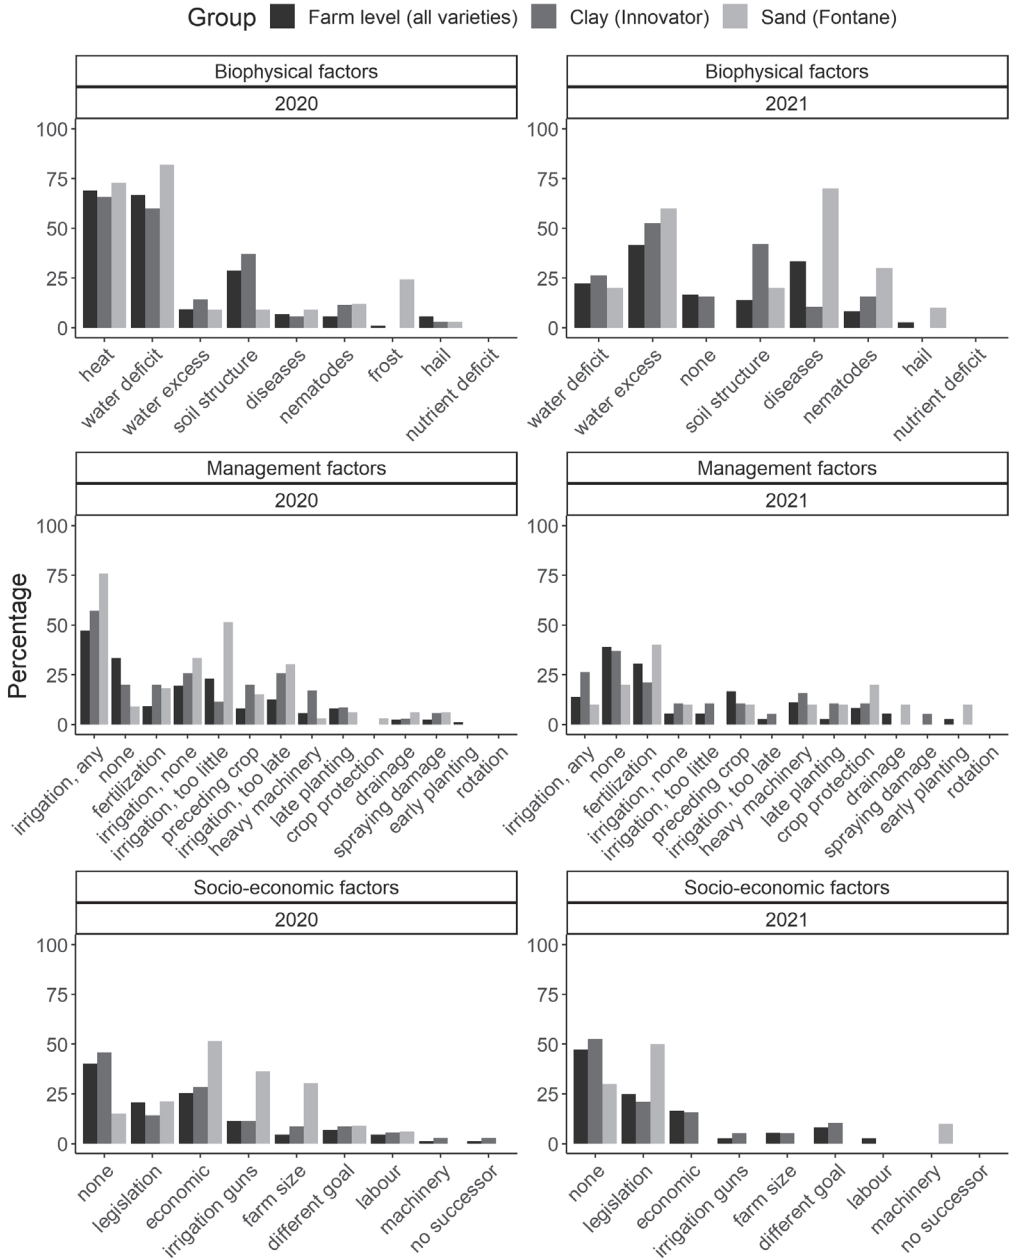 Group Farm level (all varieties) Clay (Innovator) Sand (Fontane)
Biophysical factors
2020
100
75
50
25
0
heat
water deficit
water excess
soil structure
diseases
nematodes
frost
hail
nutrient deficit
Biophysical factors
2021
100
75
50
25
0
water deficit
water excess
none
soil structure
diseases
nematodes
hail
nutrient deficit
Percentage
Management factors
2020
100
75
50
25
0
irrigation, any
none
fertilization
irrigation, none
irrigation, too little
preceding crop
irrigation, too late
heavy machinery
late planting
crop protection
drainage
spraying damage
early planting
rotation
Management factors
2021
100
75
50
25
0
irrigation, any
none
fertilization
irrigation, none
irrigation, too little
preceding crop
irrigation, too late
heavy machinery
late planting
crop protection
drainage
spraying damage
early planting
rotation
Socio-economic factors
2020
100
75
50
25
0
none
legislation
economic
irrigation guns
farm size
different goal
labour
machinery
no successor
Socio-economic factors
2021
100
75
50
25
0
none
legislation
economic
irrigation guns
farm size
different goal
labour
machinery
no successor